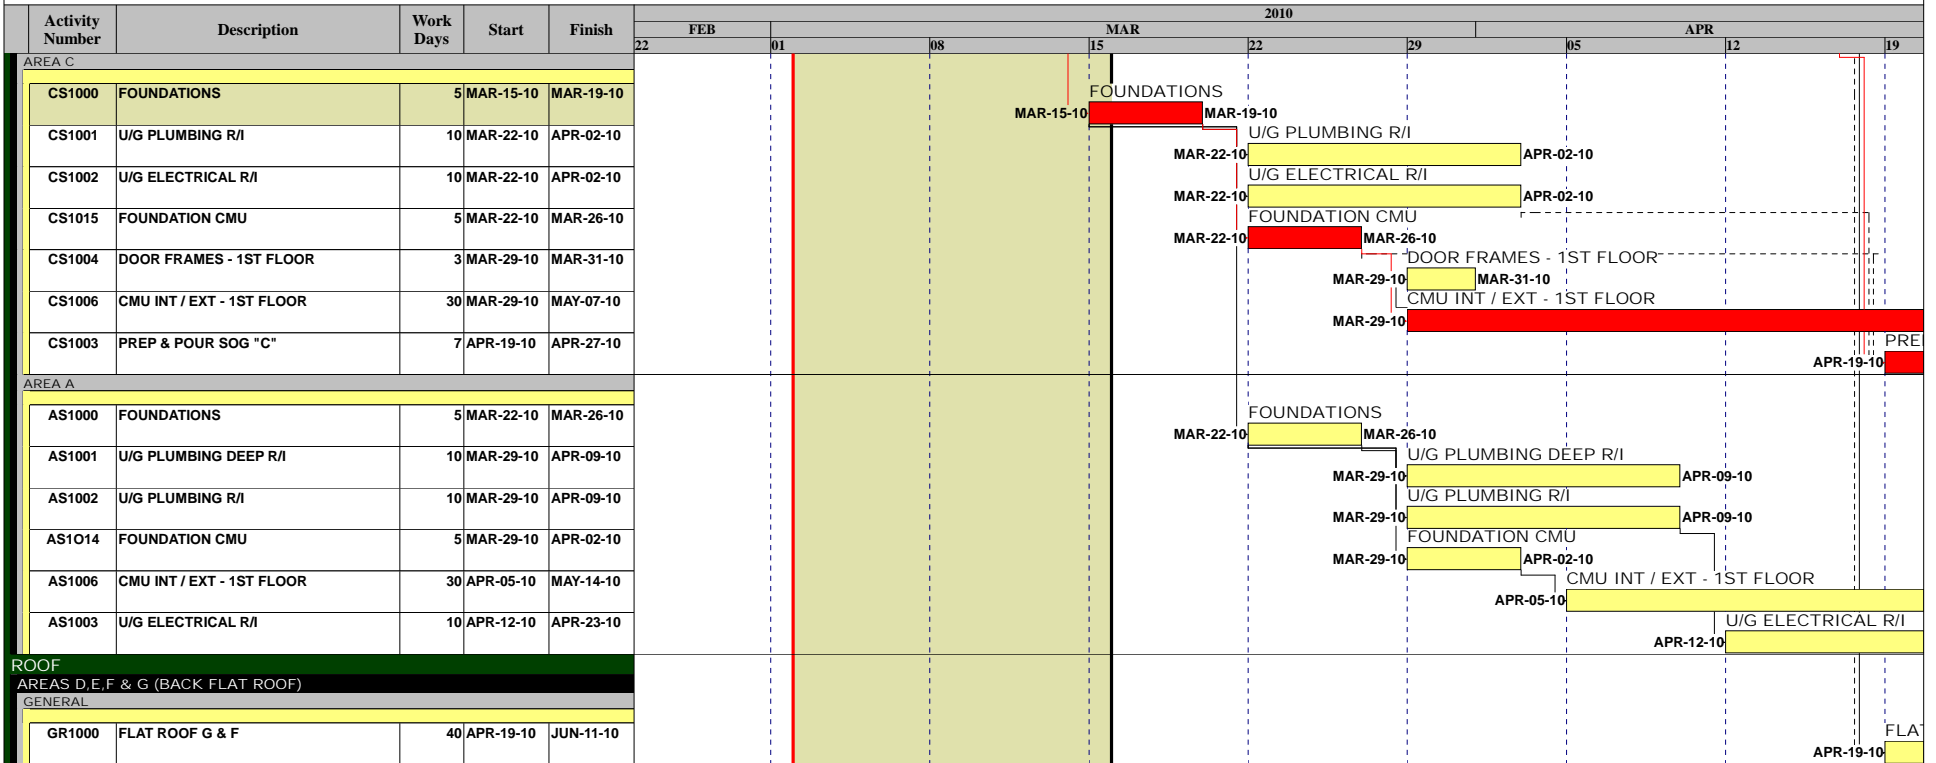 2010
Activity Number Description Work Days Start Finish FEB MAR APR
22 01 08 15 22 29 05 12 19
AREA C
CS1000 FOUNDATIONS 5 MAR-15-10 MAR-19-10 FOUNDATIONS
MAR-15-10 MAR-19-10
CS1001 U/G PLUMBING R/I 10 MAR-22-10 APR-02-10 U/G PLUMBING R/I
MAR-22-10 APR-02-10
CS1002 U/G ELECTRICAL R/I 10 MAR-22-10 APR-02-10 U/G ELECTRICAL R/I
MAR-22-10 APR-02-10
CS1015 FOUNDATION CMU 5 MAR-22-10 MAR-26-10 FOUNDATION CMU
MAR-22-10 MAR-26-10
CS1004 DOOR FRAMES - 1ST FLOOR 3 MAR-29-10 MAR-31-10 DOOR FRAMES - 1ST FLOOR
MAR-29-10 MAR-31-10
CS1006 CMU INT / EXT - 1ST FLOOR 30 MAR-29-10 MAY-07-10 CMU INT / EXT - 1ST FLOOR
MAR-29-10
CS1003 PREP & POUR SOG "C" 7 APR-19-10 APR-27-10 PRE
APR-19-10
AREA A
AS1000 FOUNDATIONS 5 MAR-22-10 MAR-26-10 FOUNDATIONS
MAR-22-10 MAR-26-10
AS1001 U/G PLUMBING DEEP R/I 10 MAR-29-10 APR-09-10 U/G PLUMBING DEEP R/I
MAR-29-10 APR-09-10
AS1002 U/G PLUMBING R/I 10 MAR-29-10 APR-09-10 U/G PLUMBING R/I
MAR-29-10 APR-09-10
AS1O14 FOUNDATION CMU 5 MAR-29-10 APR-02-10 FOUNDATION CMU
MAR-29-10 APR-02-10
AS1006 CMU INT / EXT - 1ST FLOOR 30 APR-05-10 MAY-14-10 CMU INT / EXT - 1ST FLOOR
APR-05-10
AS1003 U/G ELECTRICAL R/I 10 APR-12-10 APR-23-10 U/G ELECTRICAL R/I
APR-12-10
ROOF
AREAS D,E,F & G (BACK FLAT ROOF)
GENERAL
GR1000 FLAT ROOF G & F 40 APR-19-10 JUN-11-10 FLAT
APR-19-10